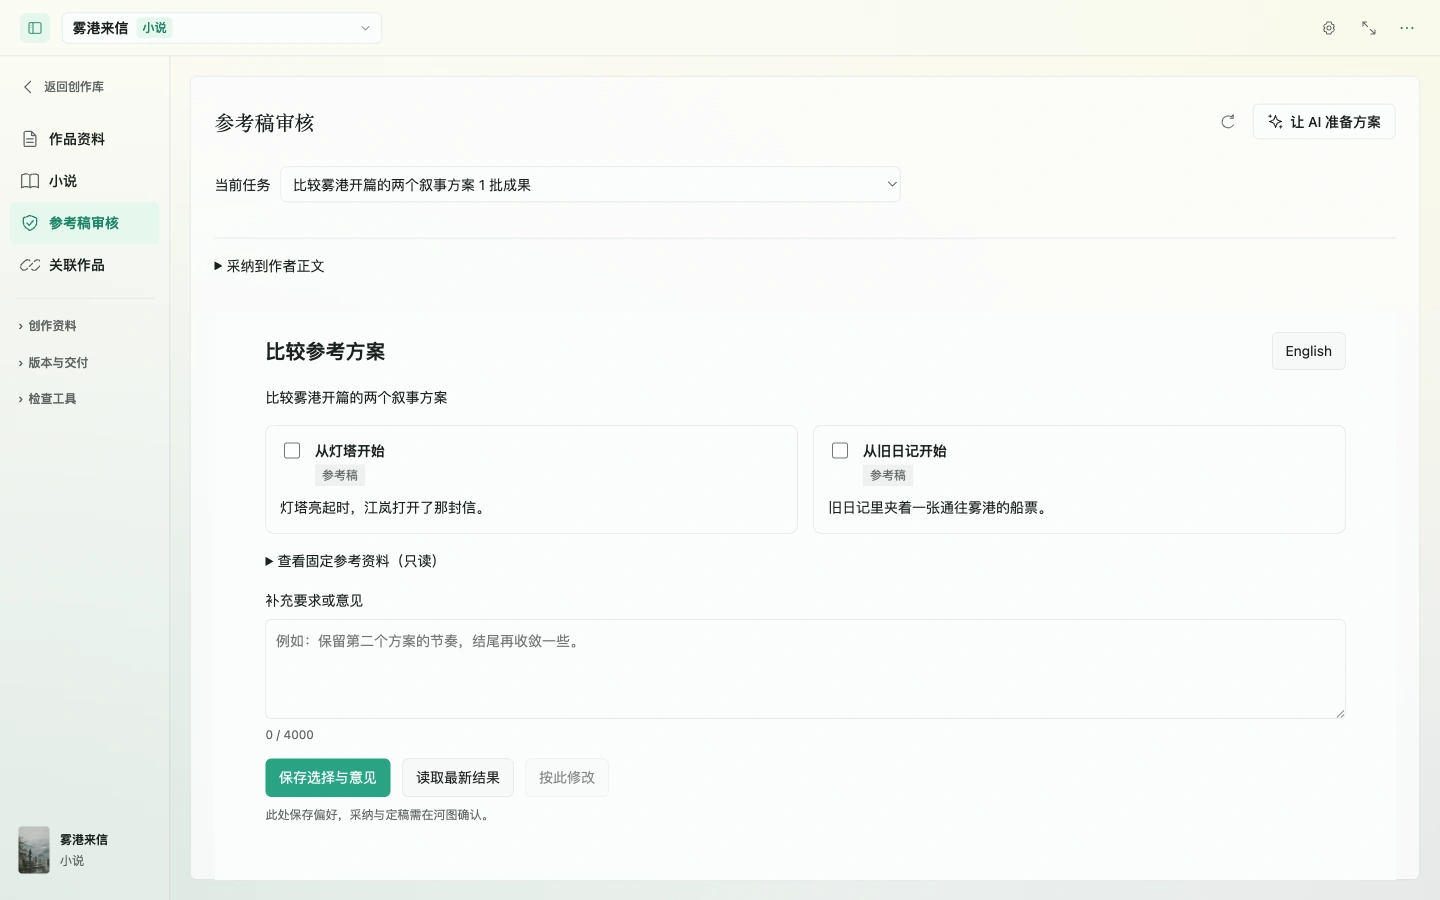 雾港来信 小说
返回创作库
作品资料
小说
参考稿审核
关联作品
创作资料
版本与交付
检查工具
雾港来信
小说
参考稿审核
让 AI 准备方案
当前任务 比较雾港开篇的两个叙事方案 1 批成果
采纳到作者正文
比较参考方案
English
比较雾港开篇的两个叙事方案
从灯塔开始
参考稿
灯塔亮起时，江岚打开了那封信。
从旧日记开始
参考稿
旧日记里夹着一张通往雾港的船票。
查看固定参考资料（只读）
补充要求或意见
例如：保留第二个方案的节奏，结尾再收敛一些。
0 / 4000
保存选择与意见 读取最新结果 按此修改
此处保存偏好，采纳与定稿需在河图确认。